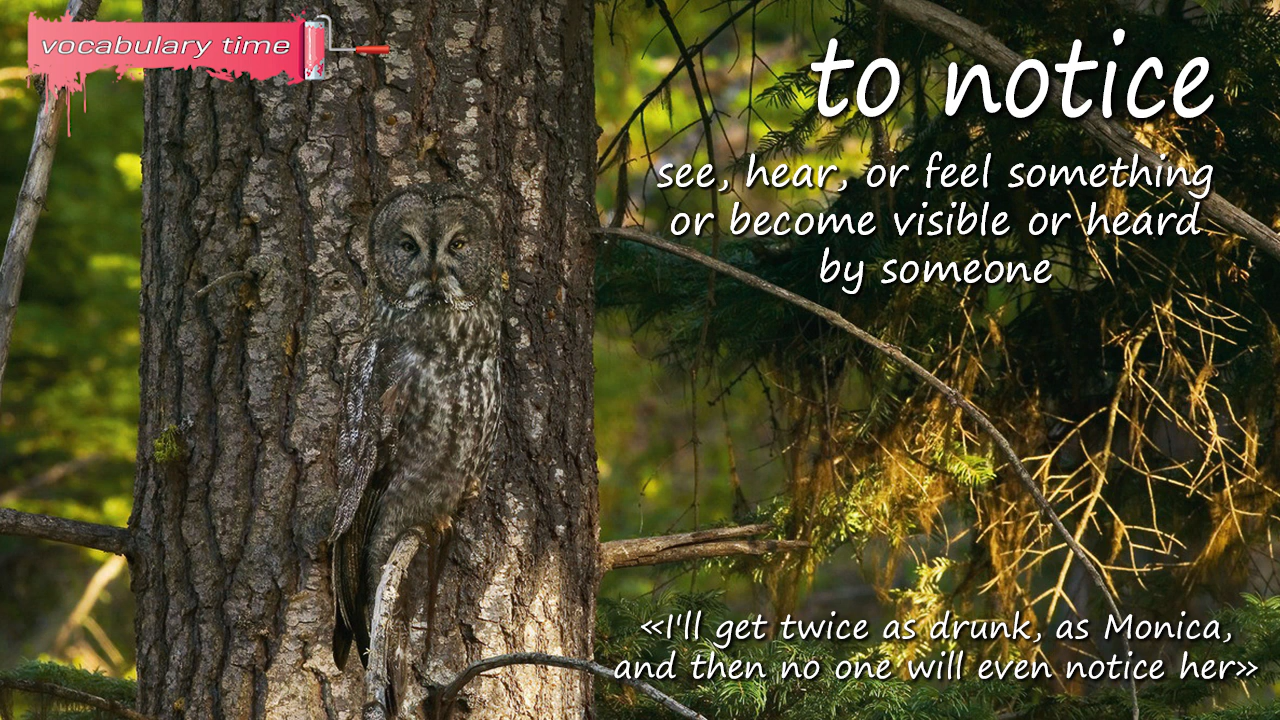 vocabulary time
to notice
see, hear, or feel something
or become visible or heard
by someone
«I'll get twice as drunk, as Monica,
and then no one will even notice her»